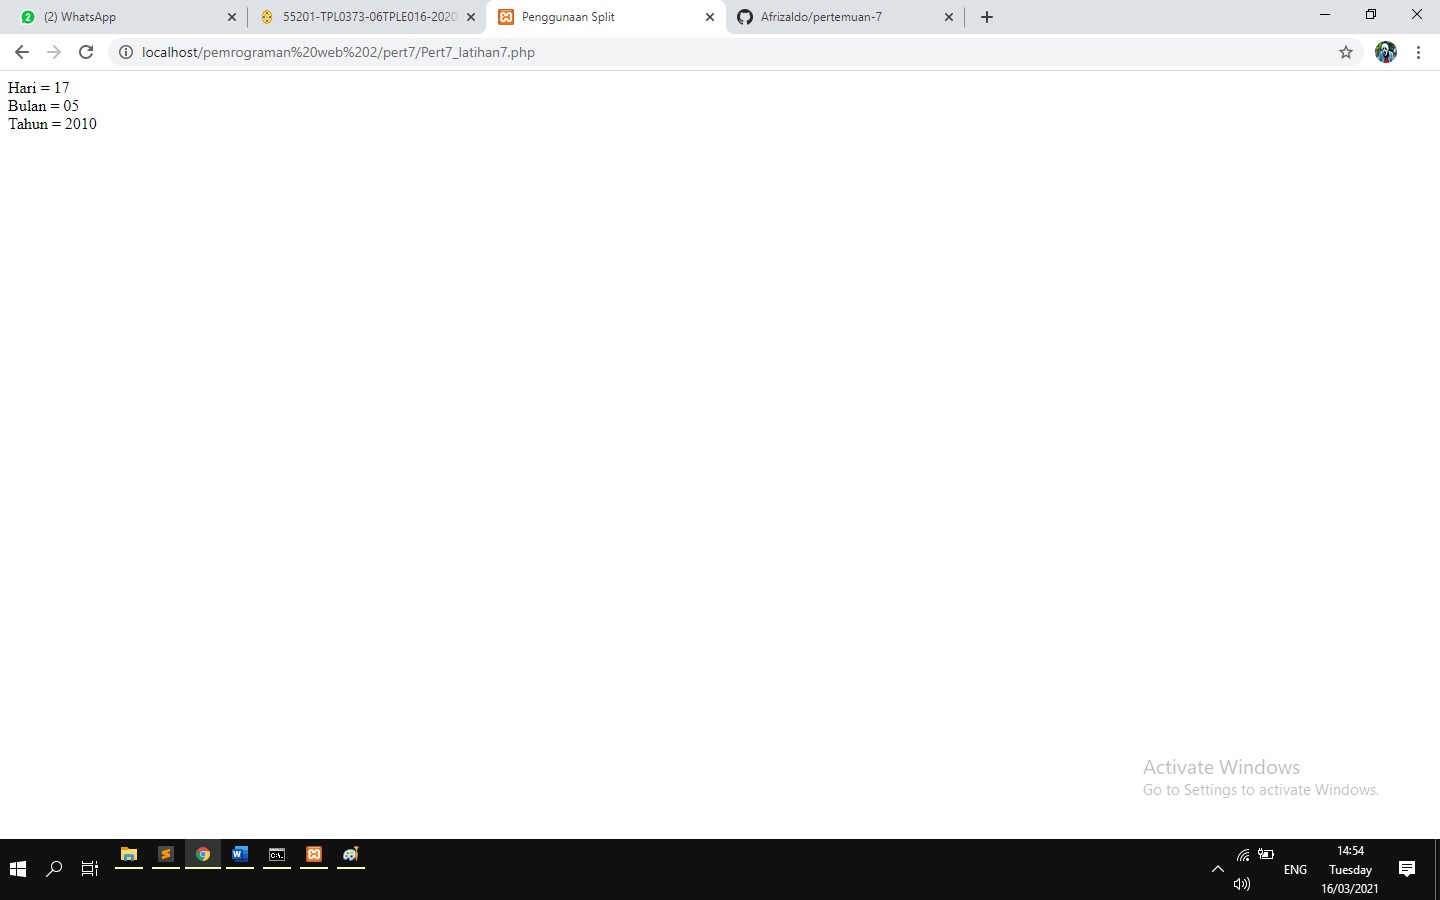 2 (2) WhatsApp
55201-TPL0373-06TPLE016-2020
Penggunaan Split
Afrizaldo/pertemuan-7
localhost/pemrograman%20web%202/pert7/Pert7_latihan7.php
Hari = 17
Bulan = 05
Tahun = 2010
Activate Windows
Go to Settings to activate Windows.
ENG
14:54
Tuesday
16/03/2021